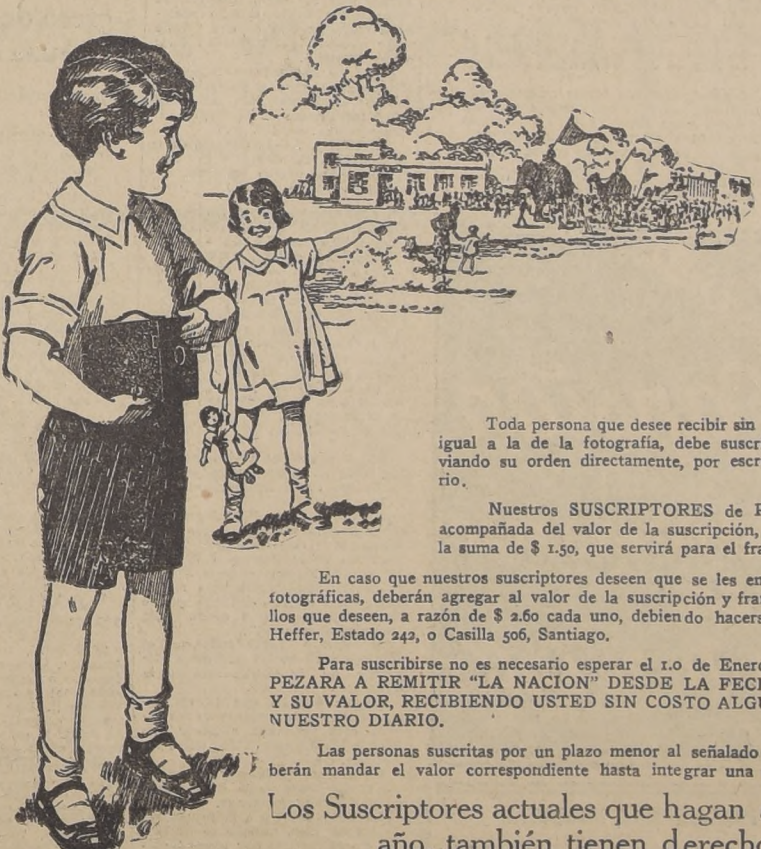 Toda persona que desee recibir sin
igual a la de la fotografía, debe suscr
viando su orden directamente, por escr
rio.
Nuestros SUSCRIPTORES de P
acompañada del valor de la suscripción,
la suma de $ 1.50, que servirá para el fra
En caso que nuestros suscriptores deseen que se les en
fotográficas, deberán agregar al valor de la suscripción y fra
llos que deseen, a razón de $ 2.60 cada uno, debiendo hacers
Heffer, Estado 242, o Casilla 506, Santiago.
Para suscribirse no es necesario esperar el 1.o de Enero
PEZARA A REMITIR "LA NACION" DESDE LA FECH
Y SU VALOR, RECIBIENDO USTED SIN COSTO ALGU
NUESTRO DIARIO.
Las personas suscritas por un plazo menor al señalado
berán mandar el valor correspondiente hasta integrar una
Los Suscriptores actuales que hagan
año, también tienen derecho